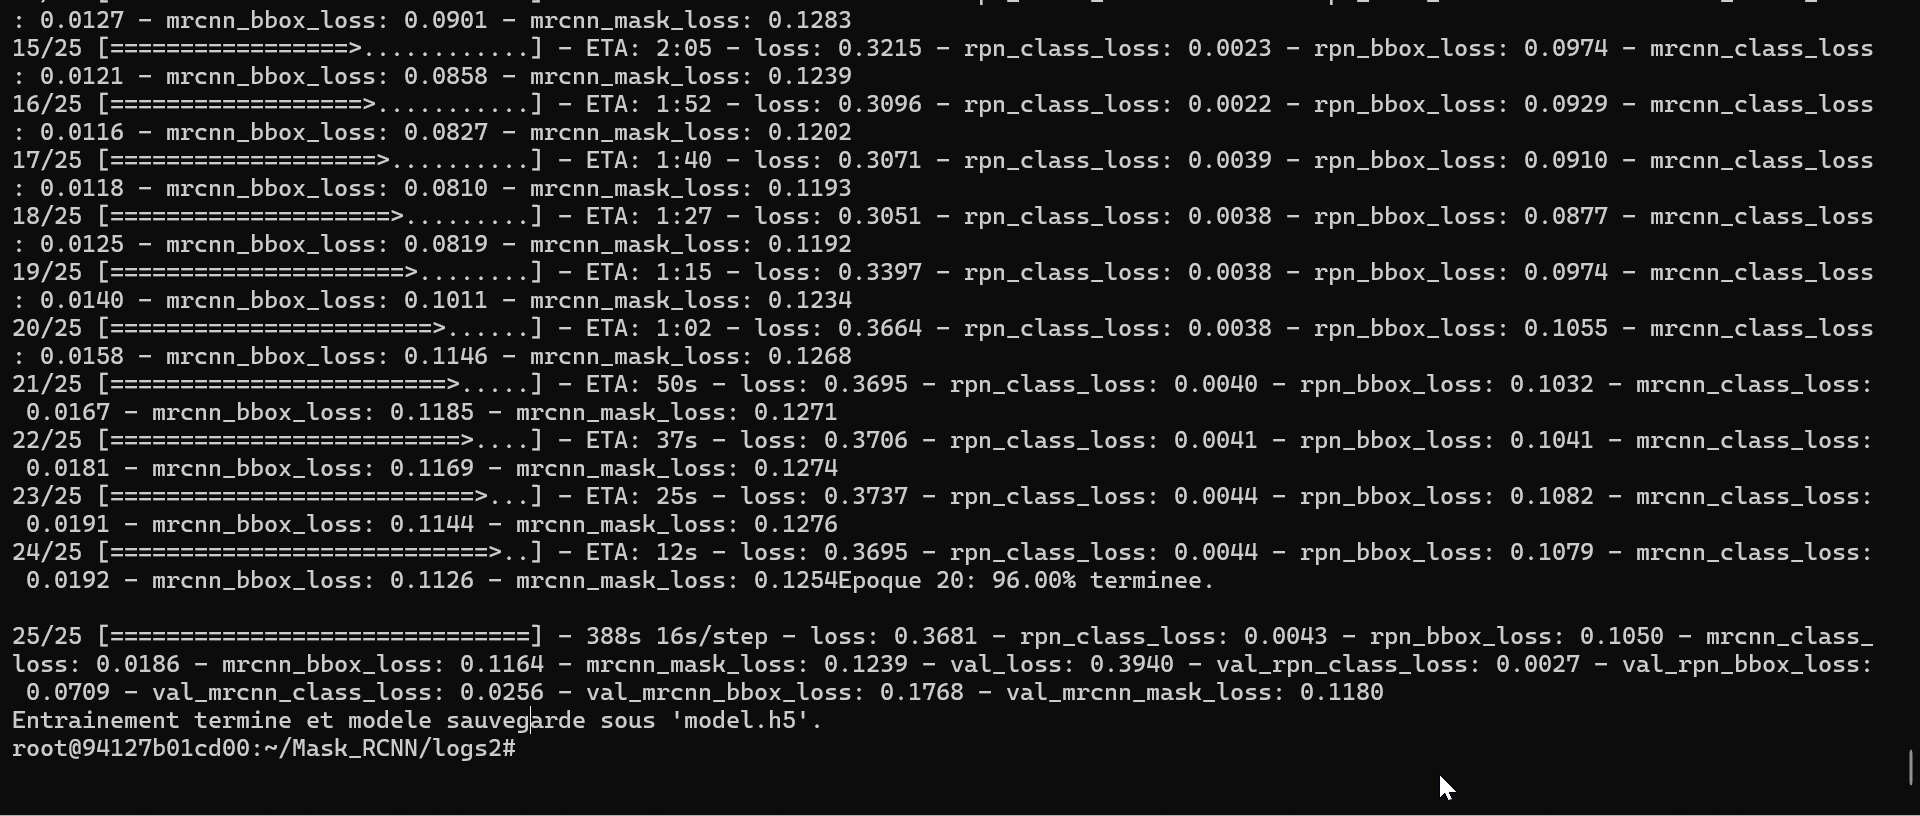 : 0.0127 - mrcnn_bbox_loss: 0.0901 - mrcnn_mask_loss: 0.1283
15/25 [=================>............] - ETA: 2:05 - loss: 0.3215 - rpn_class_loss: 0.0023 - rpn_bbox_loss: 0.0974 - mrcnn_class_loss
: 0.0121 - mrcnn_bbox_loss: 0.0858 - mrcnn_mask_loss: 0.1239
16/25 [==================>...........] - ETA: 1:52 - loss: 0.3096 - rpn_class_loss: 0.0022 - rpn_bbox_loss: 0.0929 - mrcnn_class_loss
: 0.0116 - mrcnn_bbox_loss: 0.0827 - mrcnn_mask_loss: 0.1202
17/25 [===================>..........] - ETA: 1:40 - loss: 0.3071 - rpn_class_loss: 0.0039 - rpn_bbox_loss: 0.0910 - mrcnn_class_loss
: 0.0118 - mrcnn_bbox_loss: 0.0810 - mrcnn_mask_loss: 0.1193
18/25 [====================>.........] - ETA: 1:27 - loss: 0.3051 - rpn_class_loss: 0.0038 - rpn_bbox_loss: 0.0877 - mrcnn_class_loss
: 0.0125 - mrcnn_bbox_loss: 0.0819 - mrcnn_mask_loss: 0.1192
19/25 [=====================>........] - ETA: 1:15 - loss: 0.3397 - rpn_class_loss: 0.0038 - rpn_bbox_loss: 0.0974 - mrcnn_class_loss
: 0.0140 - mrcnn_bbox_loss: 0.1011 - mrcnn_mask_loss: 0.1234
20/25 [=======================>......] - ETA: 1:02 - loss: 0.3664 - rpn_class_loss: 0.0038 - rpn_bbox_loss: 0.1055 - mrcnn_class_loss
: 0.0158 - mrcnn_bbox_loss: 0.1146 - mrcnn_mask_loss: 0.1268
21/25 [========================>.....] - ETA: 50s - loss: 0.3695 - rpn_class_loss: 0.0040 - rpn_bbox_loss: 0.1032 - mrcnn_class_loss:
0.0167 - mrcnn_bbox_loss: 0.1185 - mrcnn_mask_loss: 0.1271
22/25 [=========================>....] - ETA: 37s - loss: 0.3706 - rpn_class_loss: 0.0041 - rpn_bbox_loss: 0.1041 - mrcnn_class_loss:
0.0181 - mrcnn_bbox_loss: 0.1169 - mrcnn_mask_loss: 0.1274
23/25 [==========================>...] - ETA: 25s - loss: 0.3737 - rpn_class_loss: 0.0044 - rpn_bbox_loss: 0.1082 - mrcnn_class_loss:
0.0191 - mrcnn_bbox_loss: 0.1144 - mrcnn_mask_loss: 0.1276
24/25 [===========================>..] - ETA: 12s - loss: 0.3695 - rpn_class_loss: 0.0044 - rpn_bbox_loss: 0.1079 - mrcnn_class_loss:
0.0192 - mrcnn_bbox_loss: 0.1126 - mrcnn_mask_loss: 0.1254Epoque 20: 96.00% terminee.
25/25 [==============================] - 388s 16s/step - loss: 0.3681 - rpn_class_loss: 0.0043 - rpn_bbox_loss: 0.1050 - mrcnn_class_
loss: 0.0186 - mrcnn_bbox_loss: 0.1164 - mrcnn_mask_loss: 0.1239 - val_loss: 0.3940 - val_rpn_class_loss: 0.0027 - val_rpn_bbox_loss:
0.0709 - val_mrcnn_class_loss: 0.0256 - val_mrcnn_bbox_loss: 0.1768 - val_mrcnn_mask_loss: 0.1180
Entrainement termine et modele sauvegarde sous 'model.h5'.
root@94127b01cd00:~/Mask_RCNN/logs2#